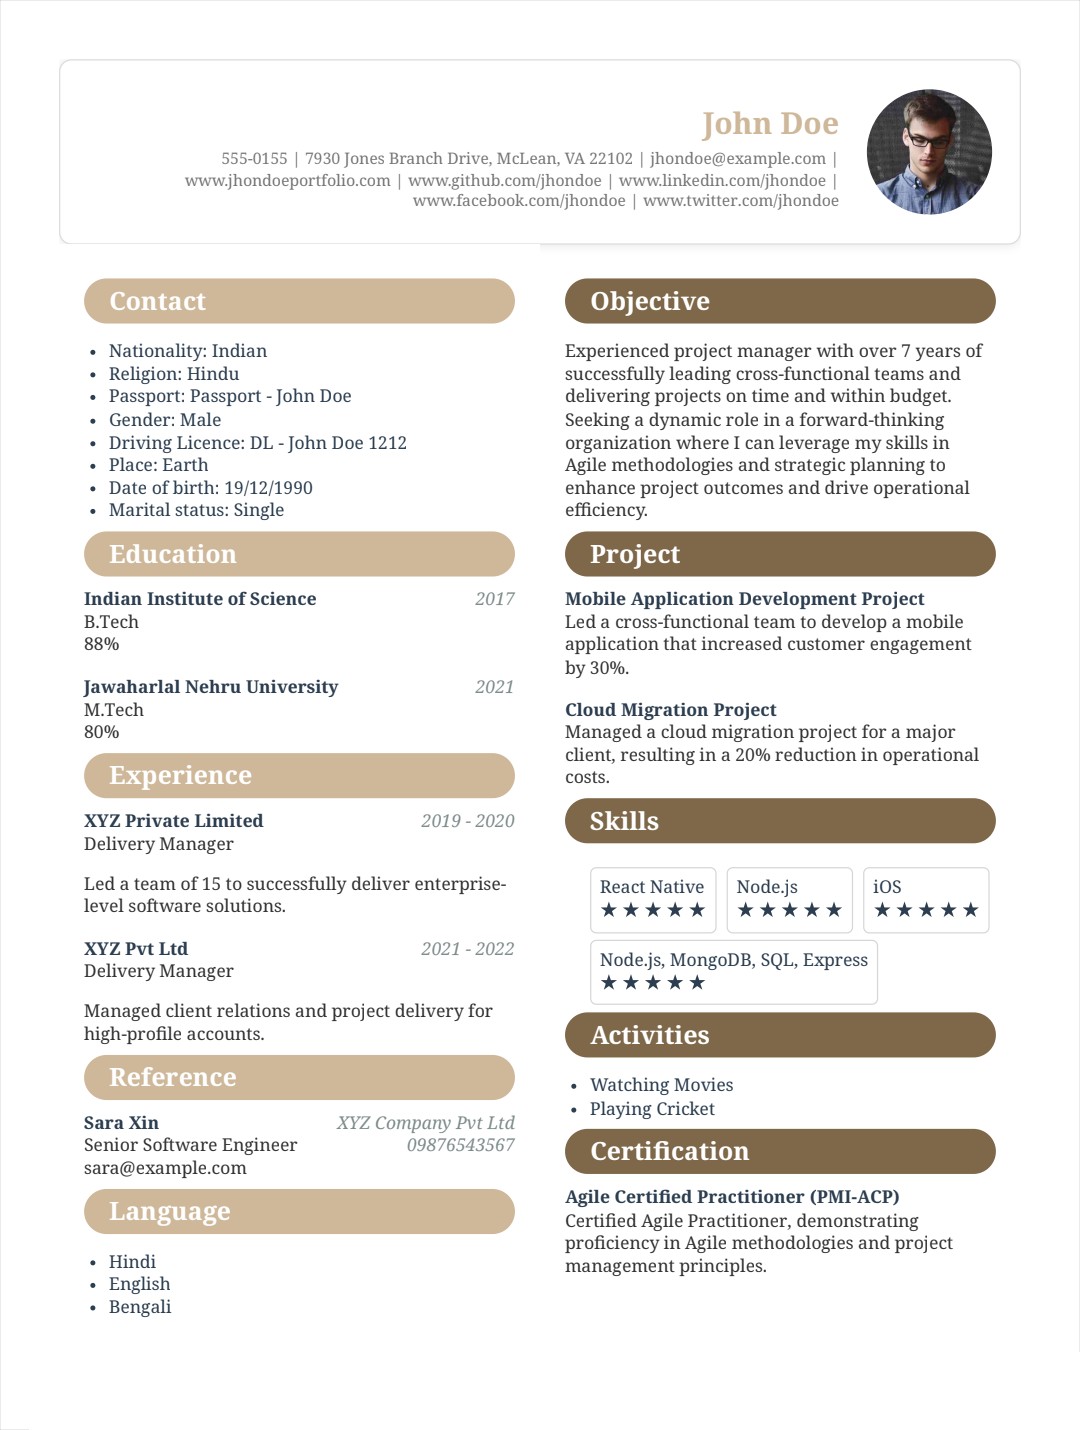 John Doe
555-0155 | 7930 Jones Branch Drive, McLean, VA 22102 | jhondoe@example.com |
www.jhondoeportfolio.com | www.github.com/jhondoe | www.linkedin.com/jhondoe |
www.facebook.com/jhondoe | www.twitter.com/jhondoe
Contact
• Nationality: Indian
• Religion: Hindu
• Passport: Passport - John Doe
• Gender: Male
• Driving Licence: DL - John Doe 1212
• Place: Earth
• Date of birth: 19/12/1990
• Marital status: Single
Education
Indian Institute of Science 2017
B.Tech
88%
Jawaharlal Nehru University 2021
M.Tech
80%
Experience
XYZ Private Limited 2019 - 2020
Delivery Manager
Led a team of 15 to successfully deliver enterprise-
level software solutions.
XYZ Pvt Ltd 2021 - 2022
Delivery Manager
Managed client relations and project delivery for
high-profile accounts.
Reference
Sara Xin XYZ Company Pvt Ltd
Senior Software Engineer 09876543567
sara@example.com
Language
• Hindi
• English
• Bengali
Objective
Experienced project manager with over 7 years of
successfully leading cross-functional teams and
delivering projects on time and within budget.
Seeking a dynamic role in a forward-thinking
organization where I can leverage my skills in
Agile methodologies and strategic planning to
enhance project outcomes and drive operational
efficiency.
Project
Mobile Application Development Project
Led a cross-functional team to develop a mobile
application that increased customer engagement
by 30%.
Cloud Migration Project
Managed a cloud migration project for a major
client, resulting in a 20% reduction in operational
costs.
Skills
React Native Node.js iOS
★★★★★ ★★★★★ ★★★★★
Node.js, MongoDB, SQL, Express
★★★★★
Activities
• Watching Movies
• Playing Cricket
Certification
Agile Certified Practitioner (PMI-ACP)
Certified Agile Practitioner, demonstrating
proficiency in Agile methodologies and project
management principles.